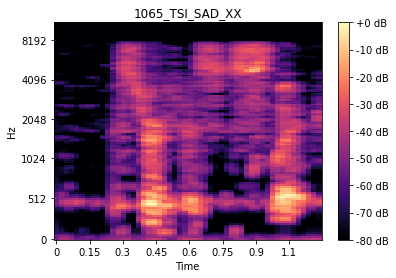 1065_TSI_SAD_XX
8192
4096
2048
1024
512
0
Hz
0 0.15 0.3 0.45 0.6 0.75 0.9 1.1
Time
+0 dB
-10 dB
-20 dB
-30 dB
-40 dB
-50 dB
-60 dB
-70 dB
-80 dB